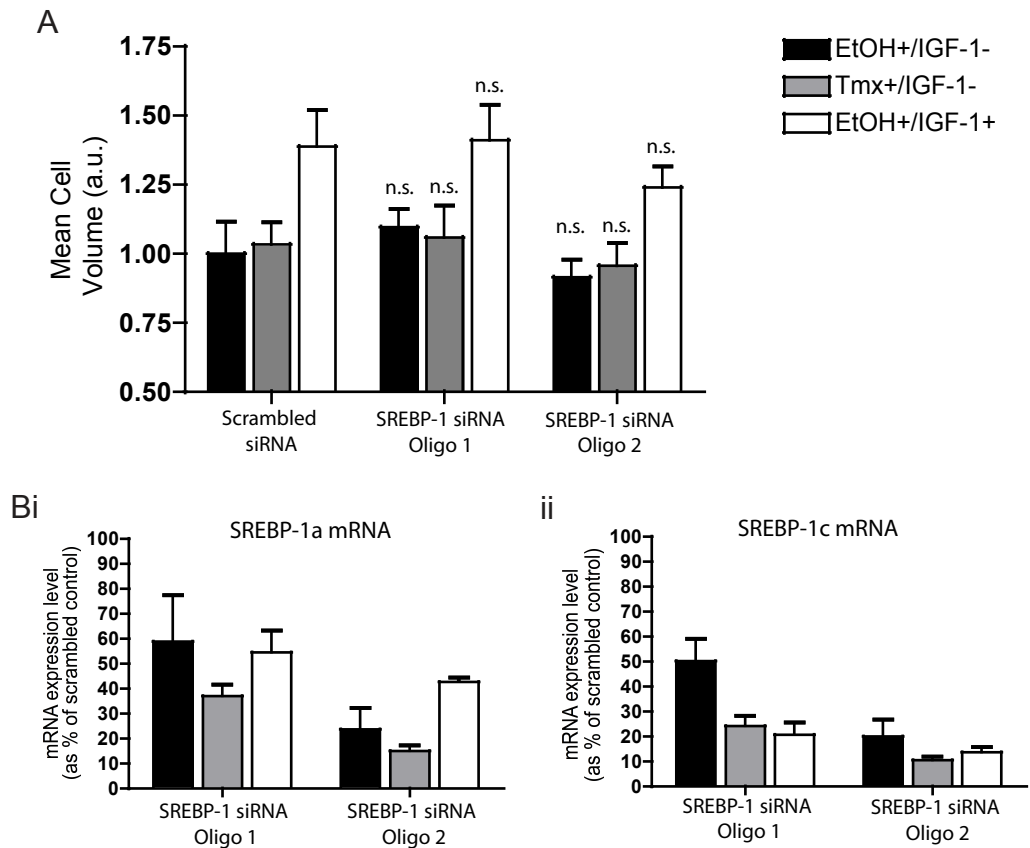 A
EtOH+/IGF-1-
Tmx+/IGF-1-
EtOH+/IGF-1+
Mean Cell
Volume (a.u.)
1.75
1.50
1.25
1.00
0.75
0.50
n.s.
n.s.
n.s.
n.s.
n.s.
n.s.
Scrambled
siRNA
SREBP-1 siRNA
Oligo 1
SREBP-1 siRNA
Oligo 2
Bi
SREBP-1a mRNA
mRNA expression level
(as % of scrambled control)
100
90
80
70
60
50
40
30
20
10
0
SREBP-1 siRNA
Oligo 1
SREBP-1 siRNA
Oligo 2
ii
SREBP-1c mRNA
mRNA expression level
(as % of scrambled control)
100
90
80
70
60
50
40
30
20
10
0
SREBP-1 siRNA
Oligo 1
SREBP-1 siRNA
Oligo 2